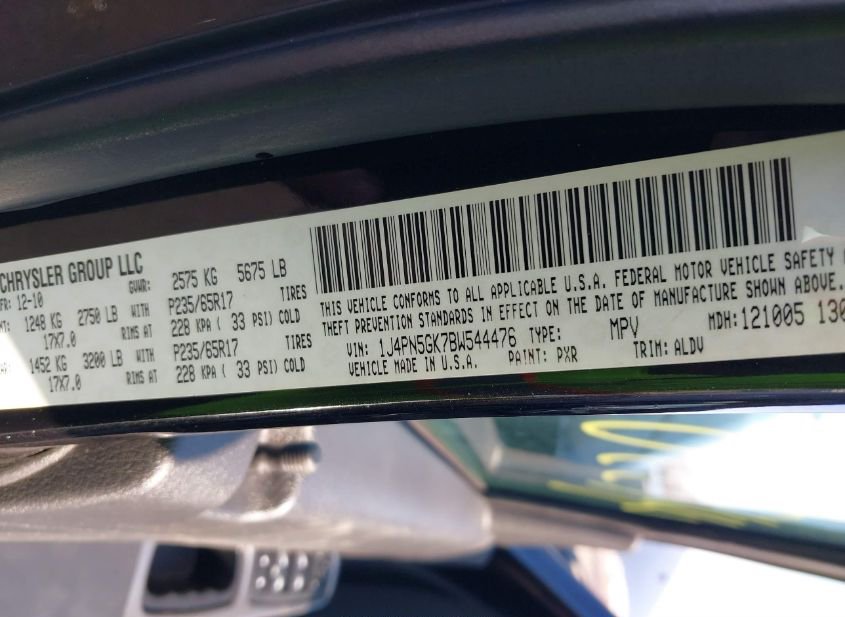 CHRYSLER GROUP LLC
FR: 12-10 GVWR: 2575 KG 5675 LB
NT: 1248 KG 2750 LB WITH P235/65R17 TIRES
17X7.0 RIMS AT 228 KPA ( 33 PSI) COLD
1452 KG 3200 LB WITH P235/65R17 TIRES
17X7.0 RIMS AT 228 KPA ( 33 PSI) COLD
THIS VEHICLE CONFORMS TO ALL APPLICABLE U.S.A. FEDERAL MOTOR VEHICLE SAFETY
THEFT PREVENTION STANDARDS IN EFFECT ON THE DATE OF MANUFACTURE SHOWN ABOVE.
VIN: 1J4PN5GK7BW544476 TYPE: MPV MDH:121005 130
VEHICLE MADE IN U.S.A. PAINT: PXR TRIM: ALDV